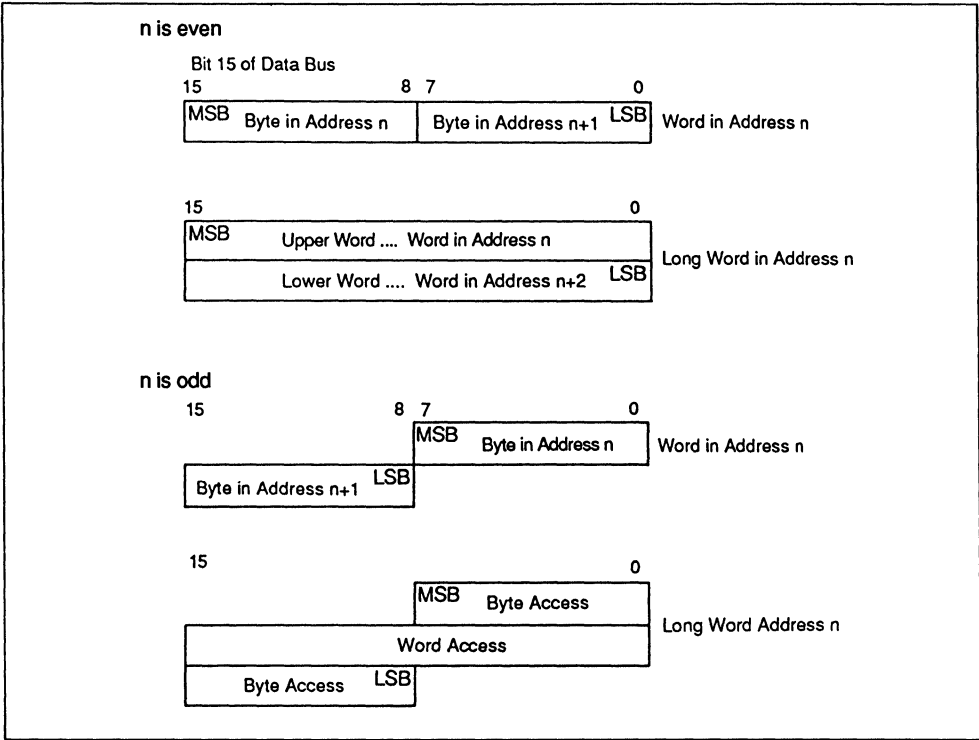 n is even
Bit 15 of Data Bus
15 8 7 0
MSB Byte in Address n Byte in Address n+1 LSB Word in Address n
15 0
MSB Upper Word .... Word in Address n
Long Word in Address n
Lower Word .... Word in Address n+2 LSB
n is odd
15 8 7 0
MSB Byte in Address n Word in Address n
Byte in Address n+1 LSB
15 0
MSB Byte Access
Long Word Address n
Word Access
Byte Access LSB